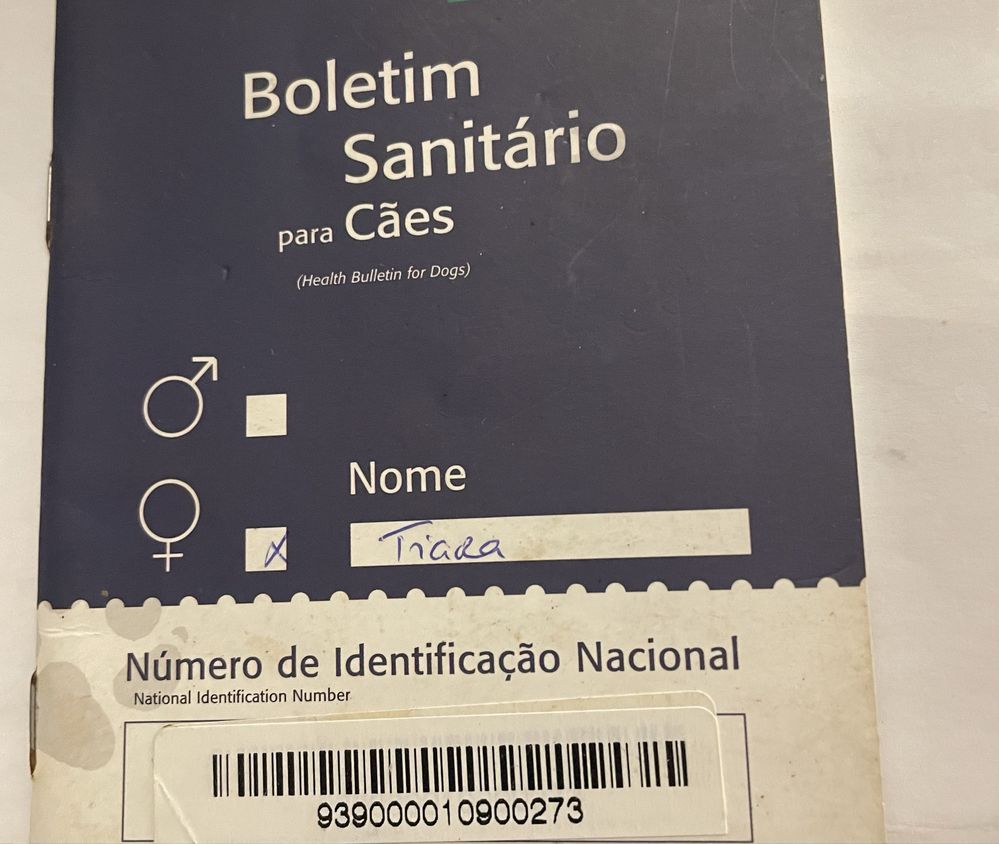 Boletim
Sanitário
para Cães
(Health Bulletin for Dogs)
Nome
X Tiara
Número de Identificação Nacional
National Identification Number
939000010900273